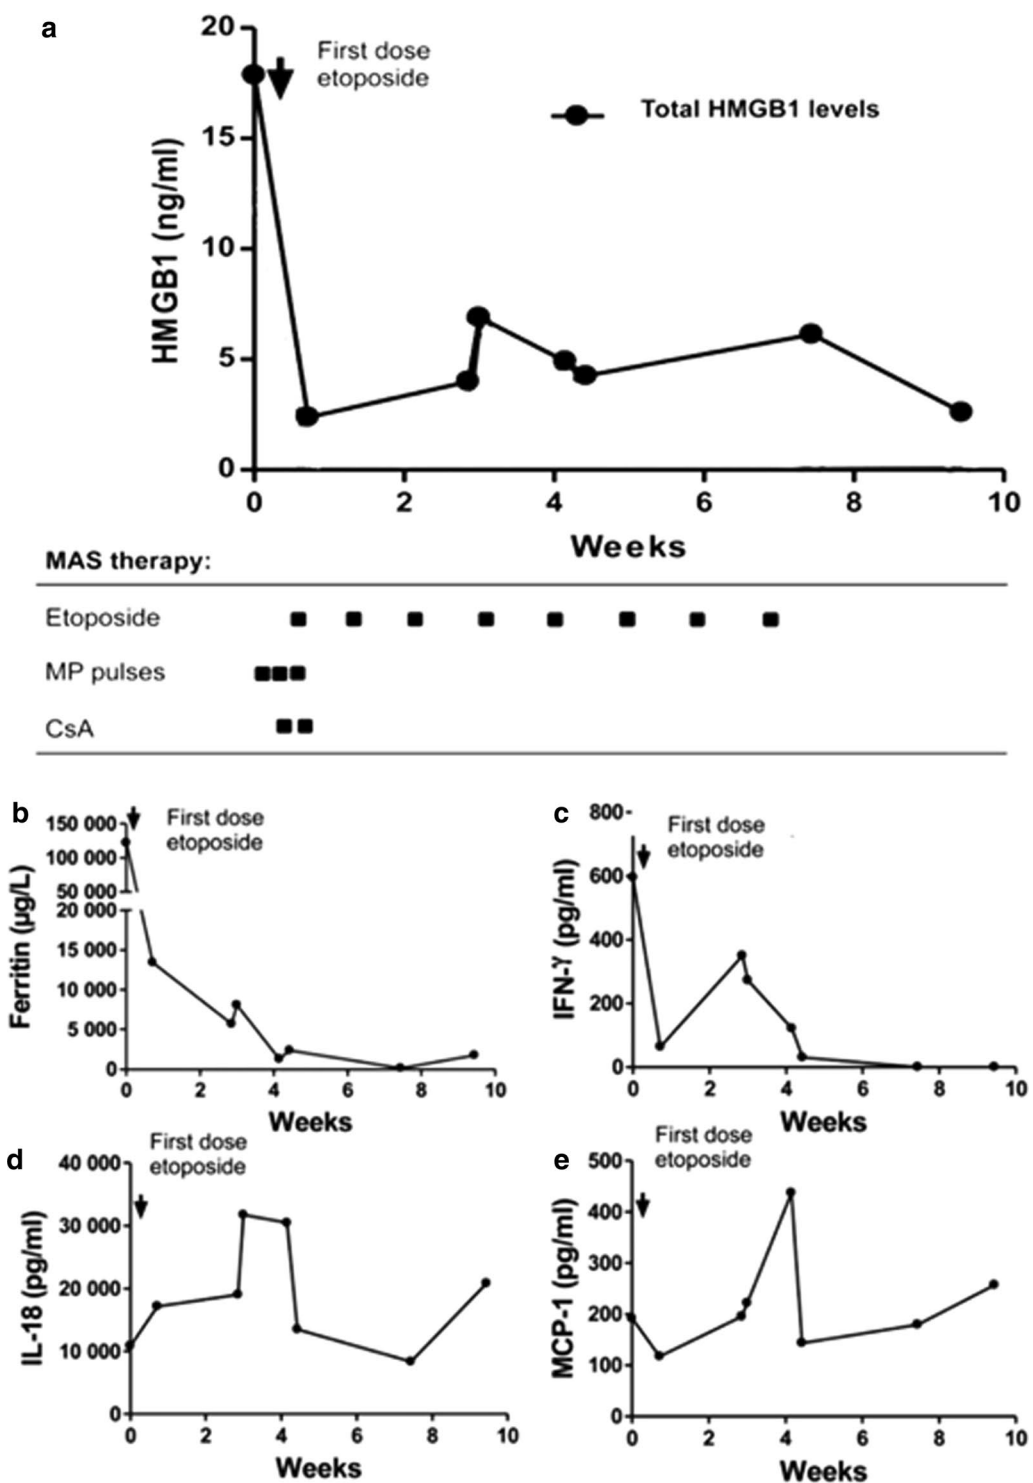 a
20
15
10
5
0
HMGB1 (ng/ml)
First dose
etoposide
Total HMGB1 levels
0 2 4 6 8 10
Weeks
MAS therapy:
Etoposide
MP pulses
CsA
b
150 000
100 000
50 000
20 000
15 000
10 000
5 000
0
Ferritin (µg/L)
First dose
etoposide
0 2 4 6 8 10
Weeks
c
800
600
400
200
0
IFN-γ (pg/ml)
First dose
etoposide
0 2 4 6 8 10
Weeks
d
40 000
30 000
20 000
10 000
0
IL-18 (pg/ml)
First dose
etoposide
0 2 4 6 8 10
Weeks
e
500
400
300
200
100
0
MCP-1 (pg/ml)
First dose
etoposide
0 2 4 6 8 10
Weeks